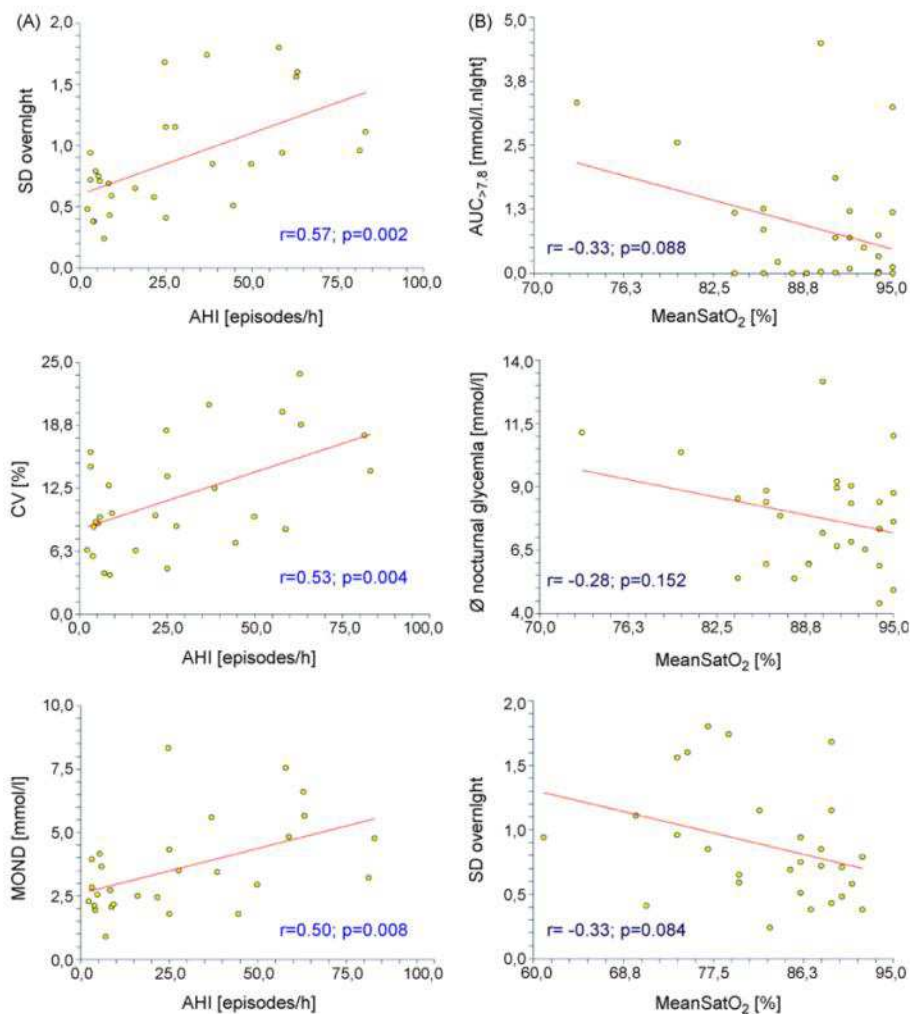 (A)
2,0
1,5
1,0
0,5
0,0
SD overnight
r=0.57; p=0.002
0,0 25,0 50,0 75,0 100,0
AHI [episodes/h]
25,0
18,8
12,5
6,3
0,0
CV [%]
r=0.53; p=0.004
0,0 25,0 50,0 75,0 100,0
AHI [episodes/h]
10,0
7,5
5,0
2,5
0,0
MOND [mmol/l]
r=0.50; p=0.008
0,0 25,0 50,0 75,0 100,0
AHI [episodes/h]
(B)
5,0
3,8
2,5
1,3
0,0
AUC>7.8 [mmol/l.night]
r= -0.33; p=0.088
70,0 76,3 82,5 88,8 95,0
MeanSatO2 [%]
14,0
11,5
9,0
6,5
4,0
Ø nocturnal glycemia [mmol/l]
r= -0.28; p=0.152
70,0 76,3 82,5 88,8 95,0
MeanSatO2 [%]
2,0
1,5
1,0
0,5
0,0
SD overnight
r= -0.33; p=0.084
60,0 68,8 77,5 86,3 95,0
MeanSatO2 [%]